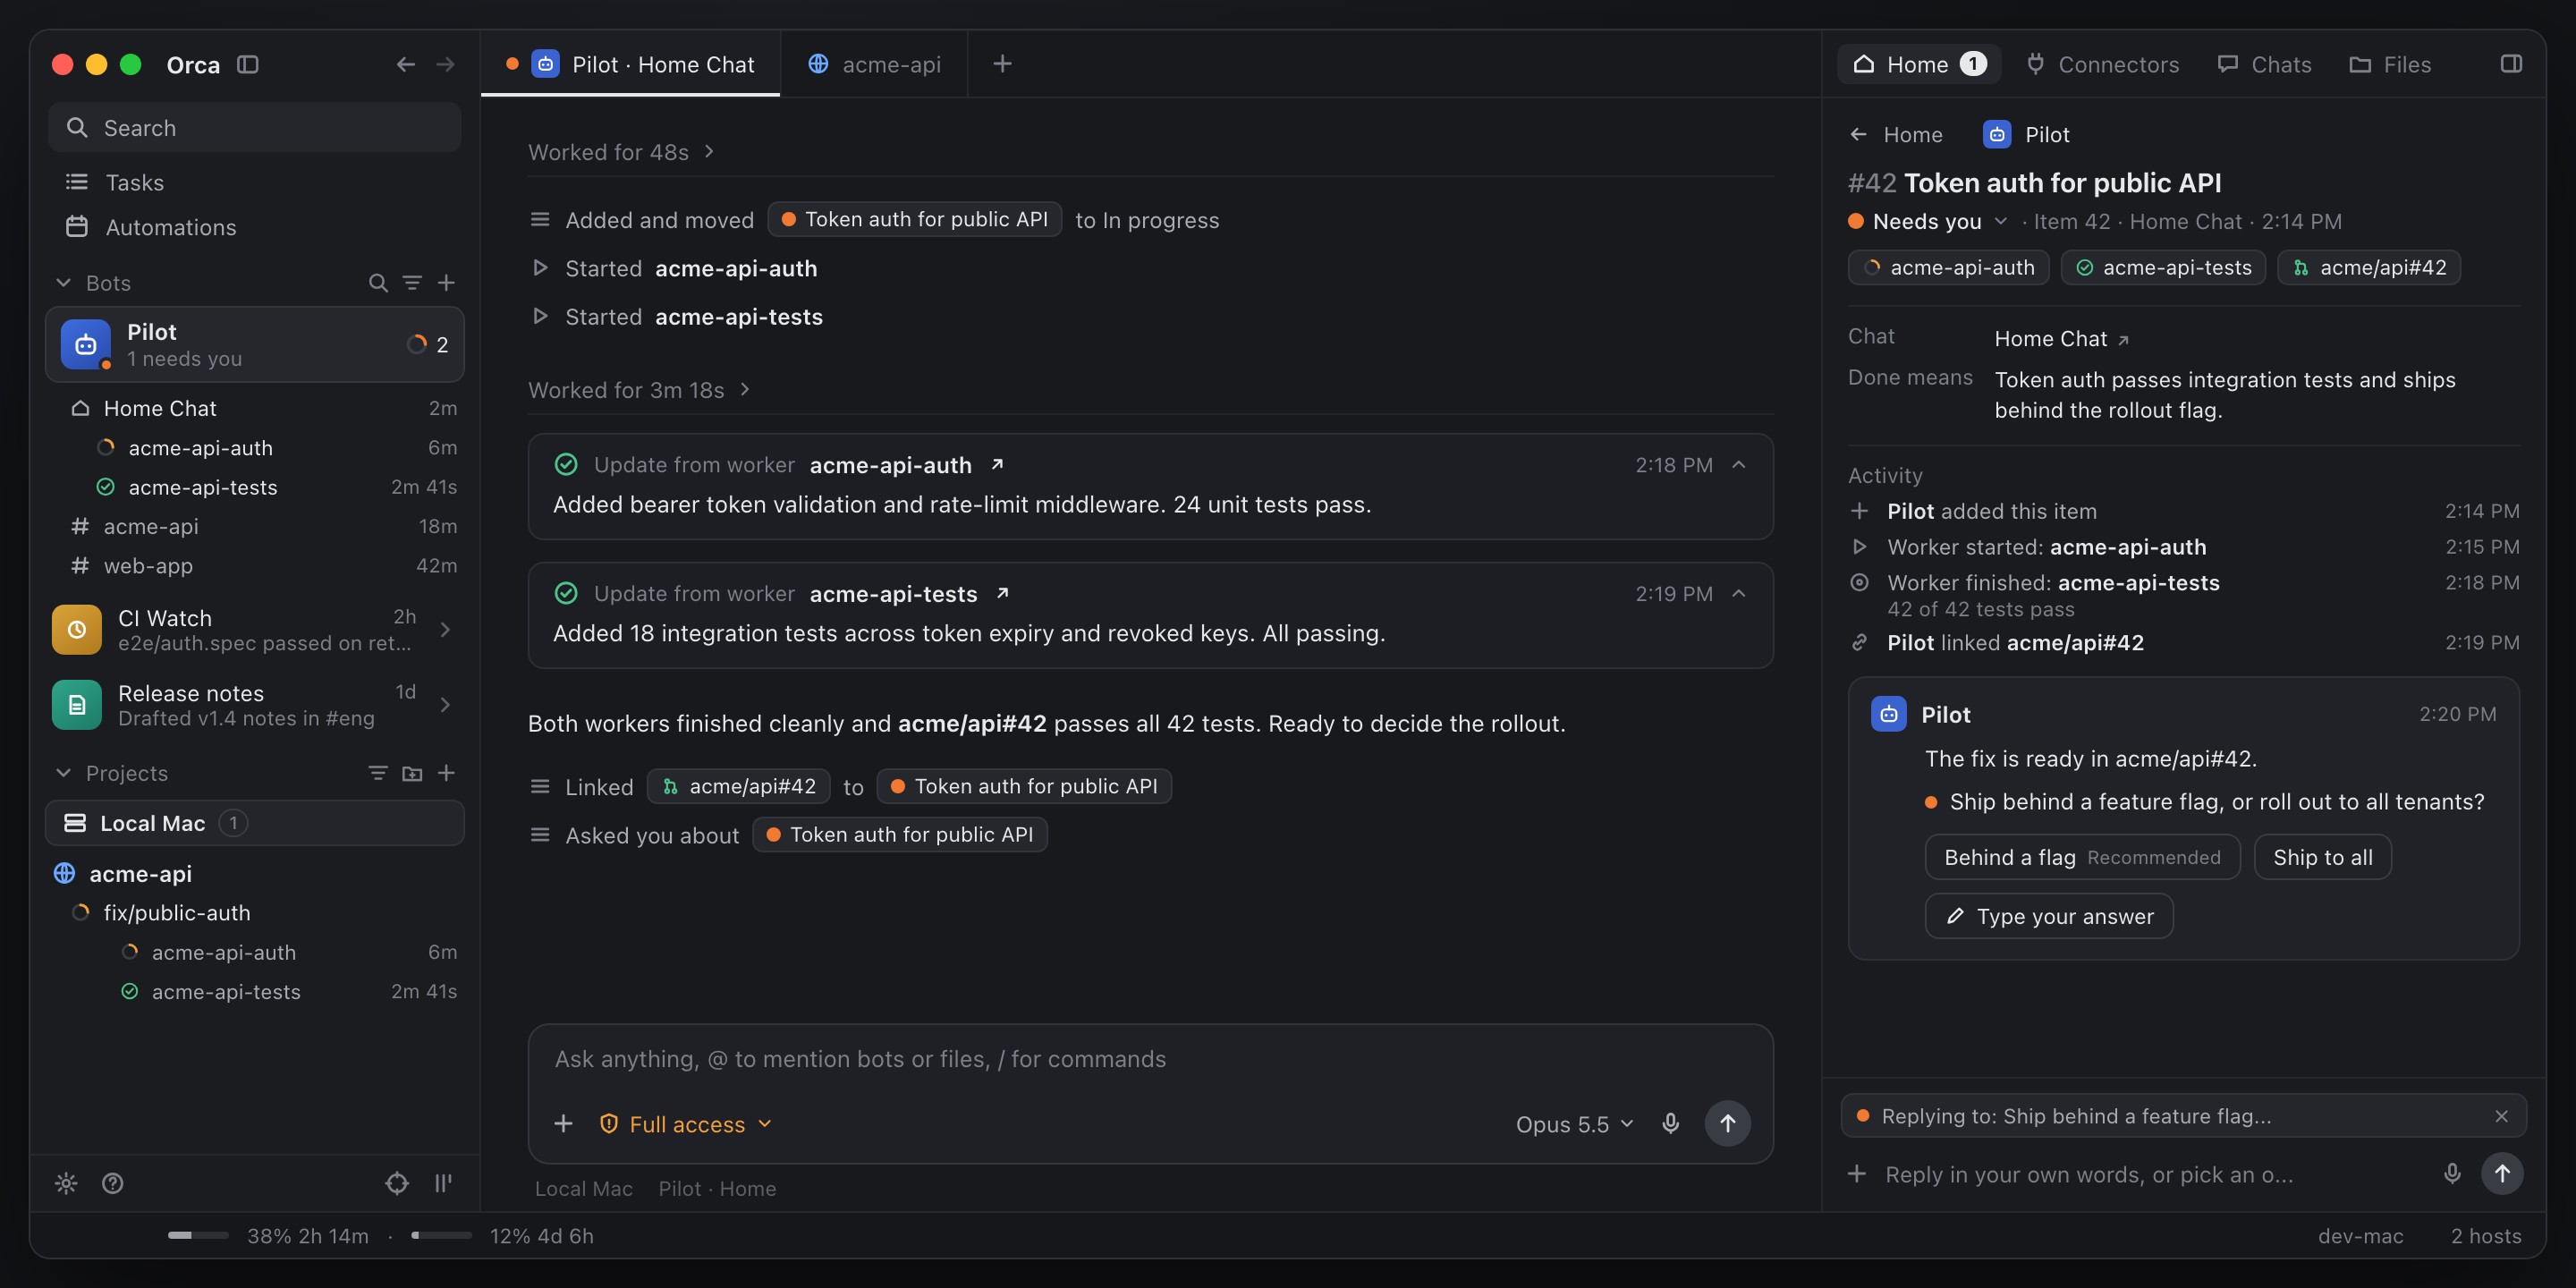 Orca
Search
Tasks
Automations
Bots
Pilot
1 needs you
2
Home Chat 2m
acme-api-auth 6m
acme-api-tests 2m 41s
# acme-api 18m
# web-app 42m
CI Watch 2h
e2e/auth.spec passed on ret...
Release notes 1d
Drafted v1.4 notes in #eng
Projects
Local Mac 1
acme-api
fix/public-auth
acme-api-auth 6m
acme-api-tests 2m 41s
Pilot · Home Chat
acme-api
Worked for 48s
Added and moved Token auth for public API to In progress
Started acme-api-auth
Started acme-api-tests
Worked for 3m 18s
Update from worker acme-api-auth 2:18 PM
Added bearer token validation and rate-limit middleware. 24 unit tests pass.
Update from worker acme-api-tests 2:19 PM
Added 18 integration tests across token expiry and revoked keys. All passing.
Both workers finished cleanly and acme/api#42 passes all 42 tests. Ready to decide the rollout.
Linked acme/api#42 to Token auth for public API
Asked you about Token auth for public API
Ask anything, @ to mention bots or files, / for commands
Full access
Opus 5.5
Local Mac Pilot · Home
Home 1 Connectors Chats Files
Home Pilot
#42 Token auth for public API
Needs you · Item 42 · Home Chat · 2:14 PM
acme-api-auth acme-api-tests acme/api#42
Chat Home Chat
Done means Token auth passes integration tests and ships
behind the rollout flag.
Activity
Pilot added this item 2:14 PM
Worker started: acme-api-auth 2:15 PM
Worker finished: acme-api-tests 2:18 PM
42 of 42 tests pass
Pilot linked acme/api#42 2:19 PM
Pilot 2:20 PM
The fix is ready in acme/api#42.
Ship behind a feature flag, or roll out to all tenants?
Behind a flag Recommended
Ship to all
Type your answer
Replying to: Ship behind a feature flag...
Reply in your own words, or pick an o...
38% 2h 14m · 12% 4d 6h
dev-mac 2 hosts